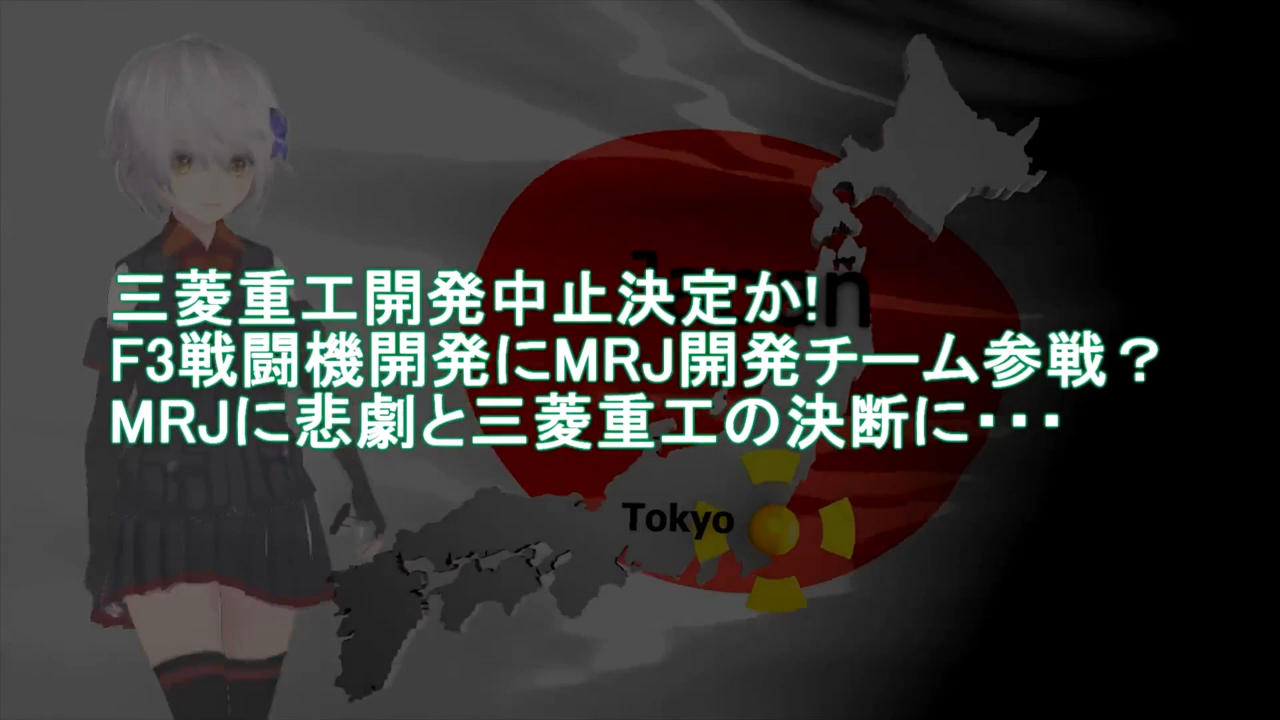 三菱重工開発中止決定か!
F3戦闘機開発にMRJ開発チーム参戦？
MRJに悲劇と三菱重工の決断に・・・
Japan
Tokyo